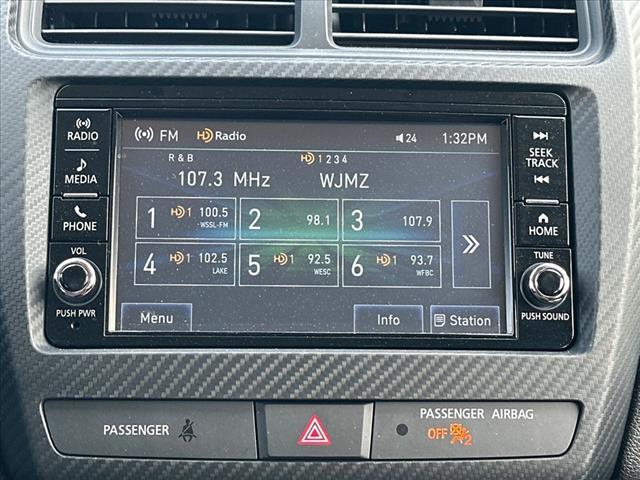 RADIO
MEDIA
PHONE
VOL
PUSH PWR
FM HD Radio 24 1:32PM
R & B HD 1 2 3 4
107.3 MHz WJMZ
1 HD 1 100.5 WSSL-FM
2 98.1
3 107.9
4 HD 1 102.5 LAKE
5 HD 1 92.5 WESC
6 HD 1 93.7 WFBC
Menu Info Station
SEEK
TRACK
HOME
TUNE
PUSH SOUND
PASSENGER
PASSENGER AIRBAG
OFF 2